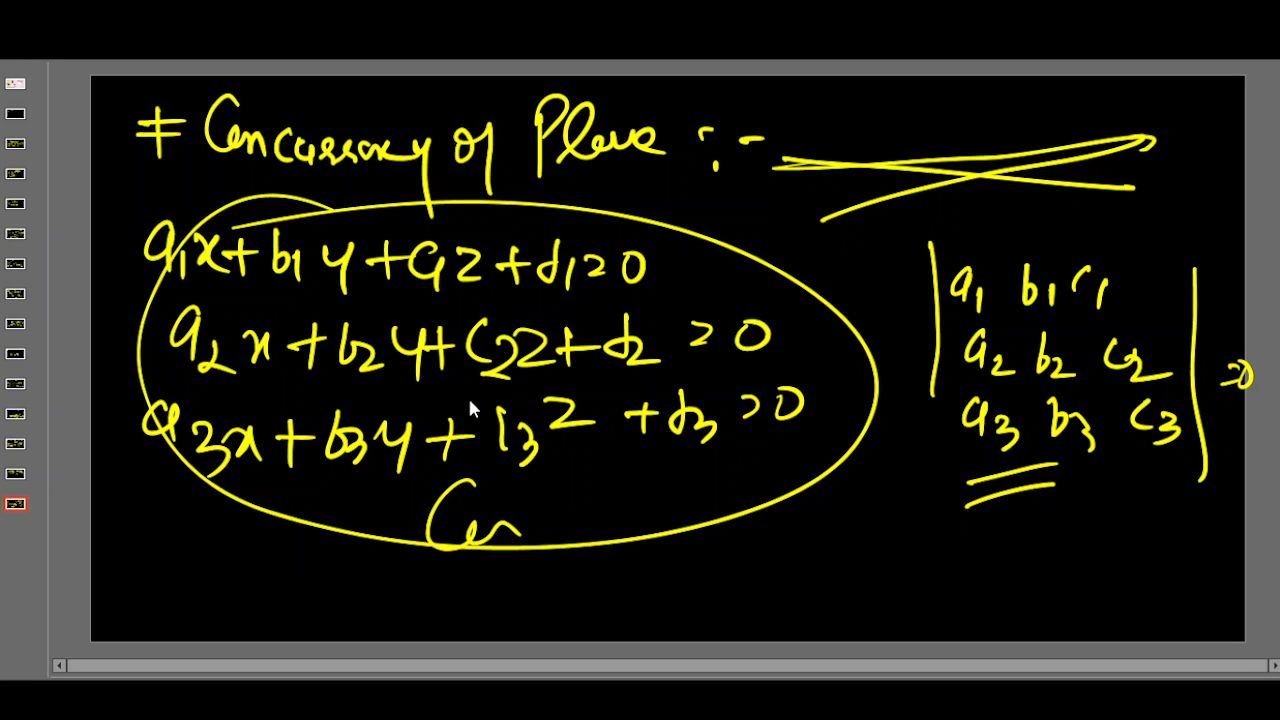 # Concurrency of Plane :-
a₁x+b₁y+c₁z+d₁=0
a₂x+b₂y+c₂z+d₂=0
a₃x+b₃y+c₃z+d₃=0
Con
a₁ b₁ c₁
a₂ b₂ c₂ =0
a₃ b₃ c₃